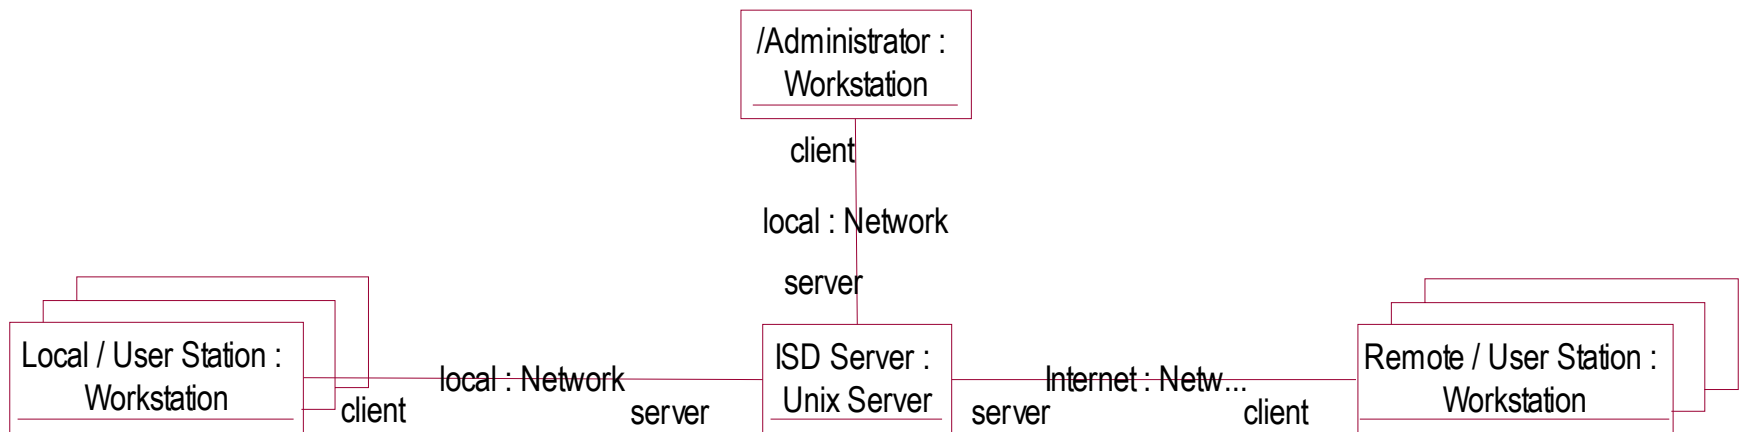 /Administrator :
Workstation
client
local : Network
server
Local / User Station :
Workstation
client
local : Network
server
ISD Server :
Unix Server
server
Internet : Netw...
client
Remote / User Station :
Workstation